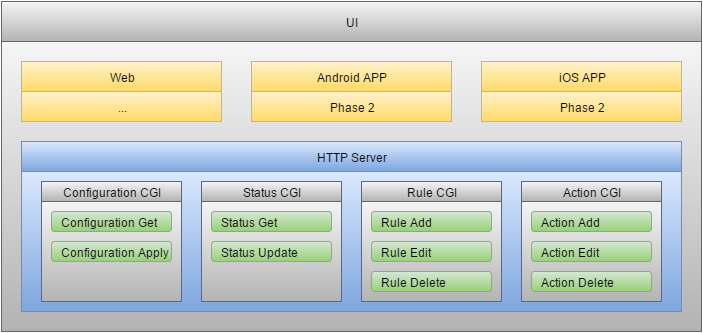 UI
Web
Android APP
iOS APP
...
Phase 2
Phase 2
HTTP Server
Configuration CGI
Status CGI
Rule CGI
Action CGI
Configuration Get
Status Get
Rule Add
Action Add
Configuration Apply
Status Update
Rule Edit
Action Edit
Rule Delete
Action Delete